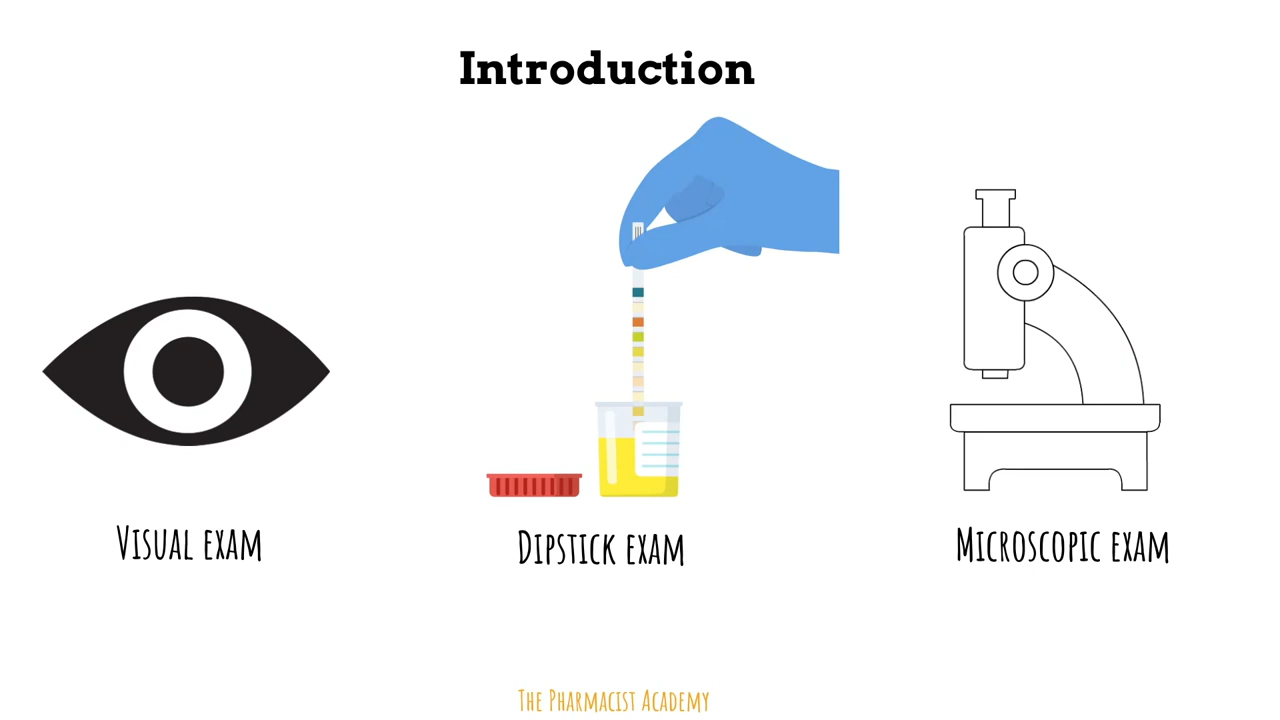 Introduction
Visual exam
Dipstick exam
Microscopic exam
The Pharmacist Academy